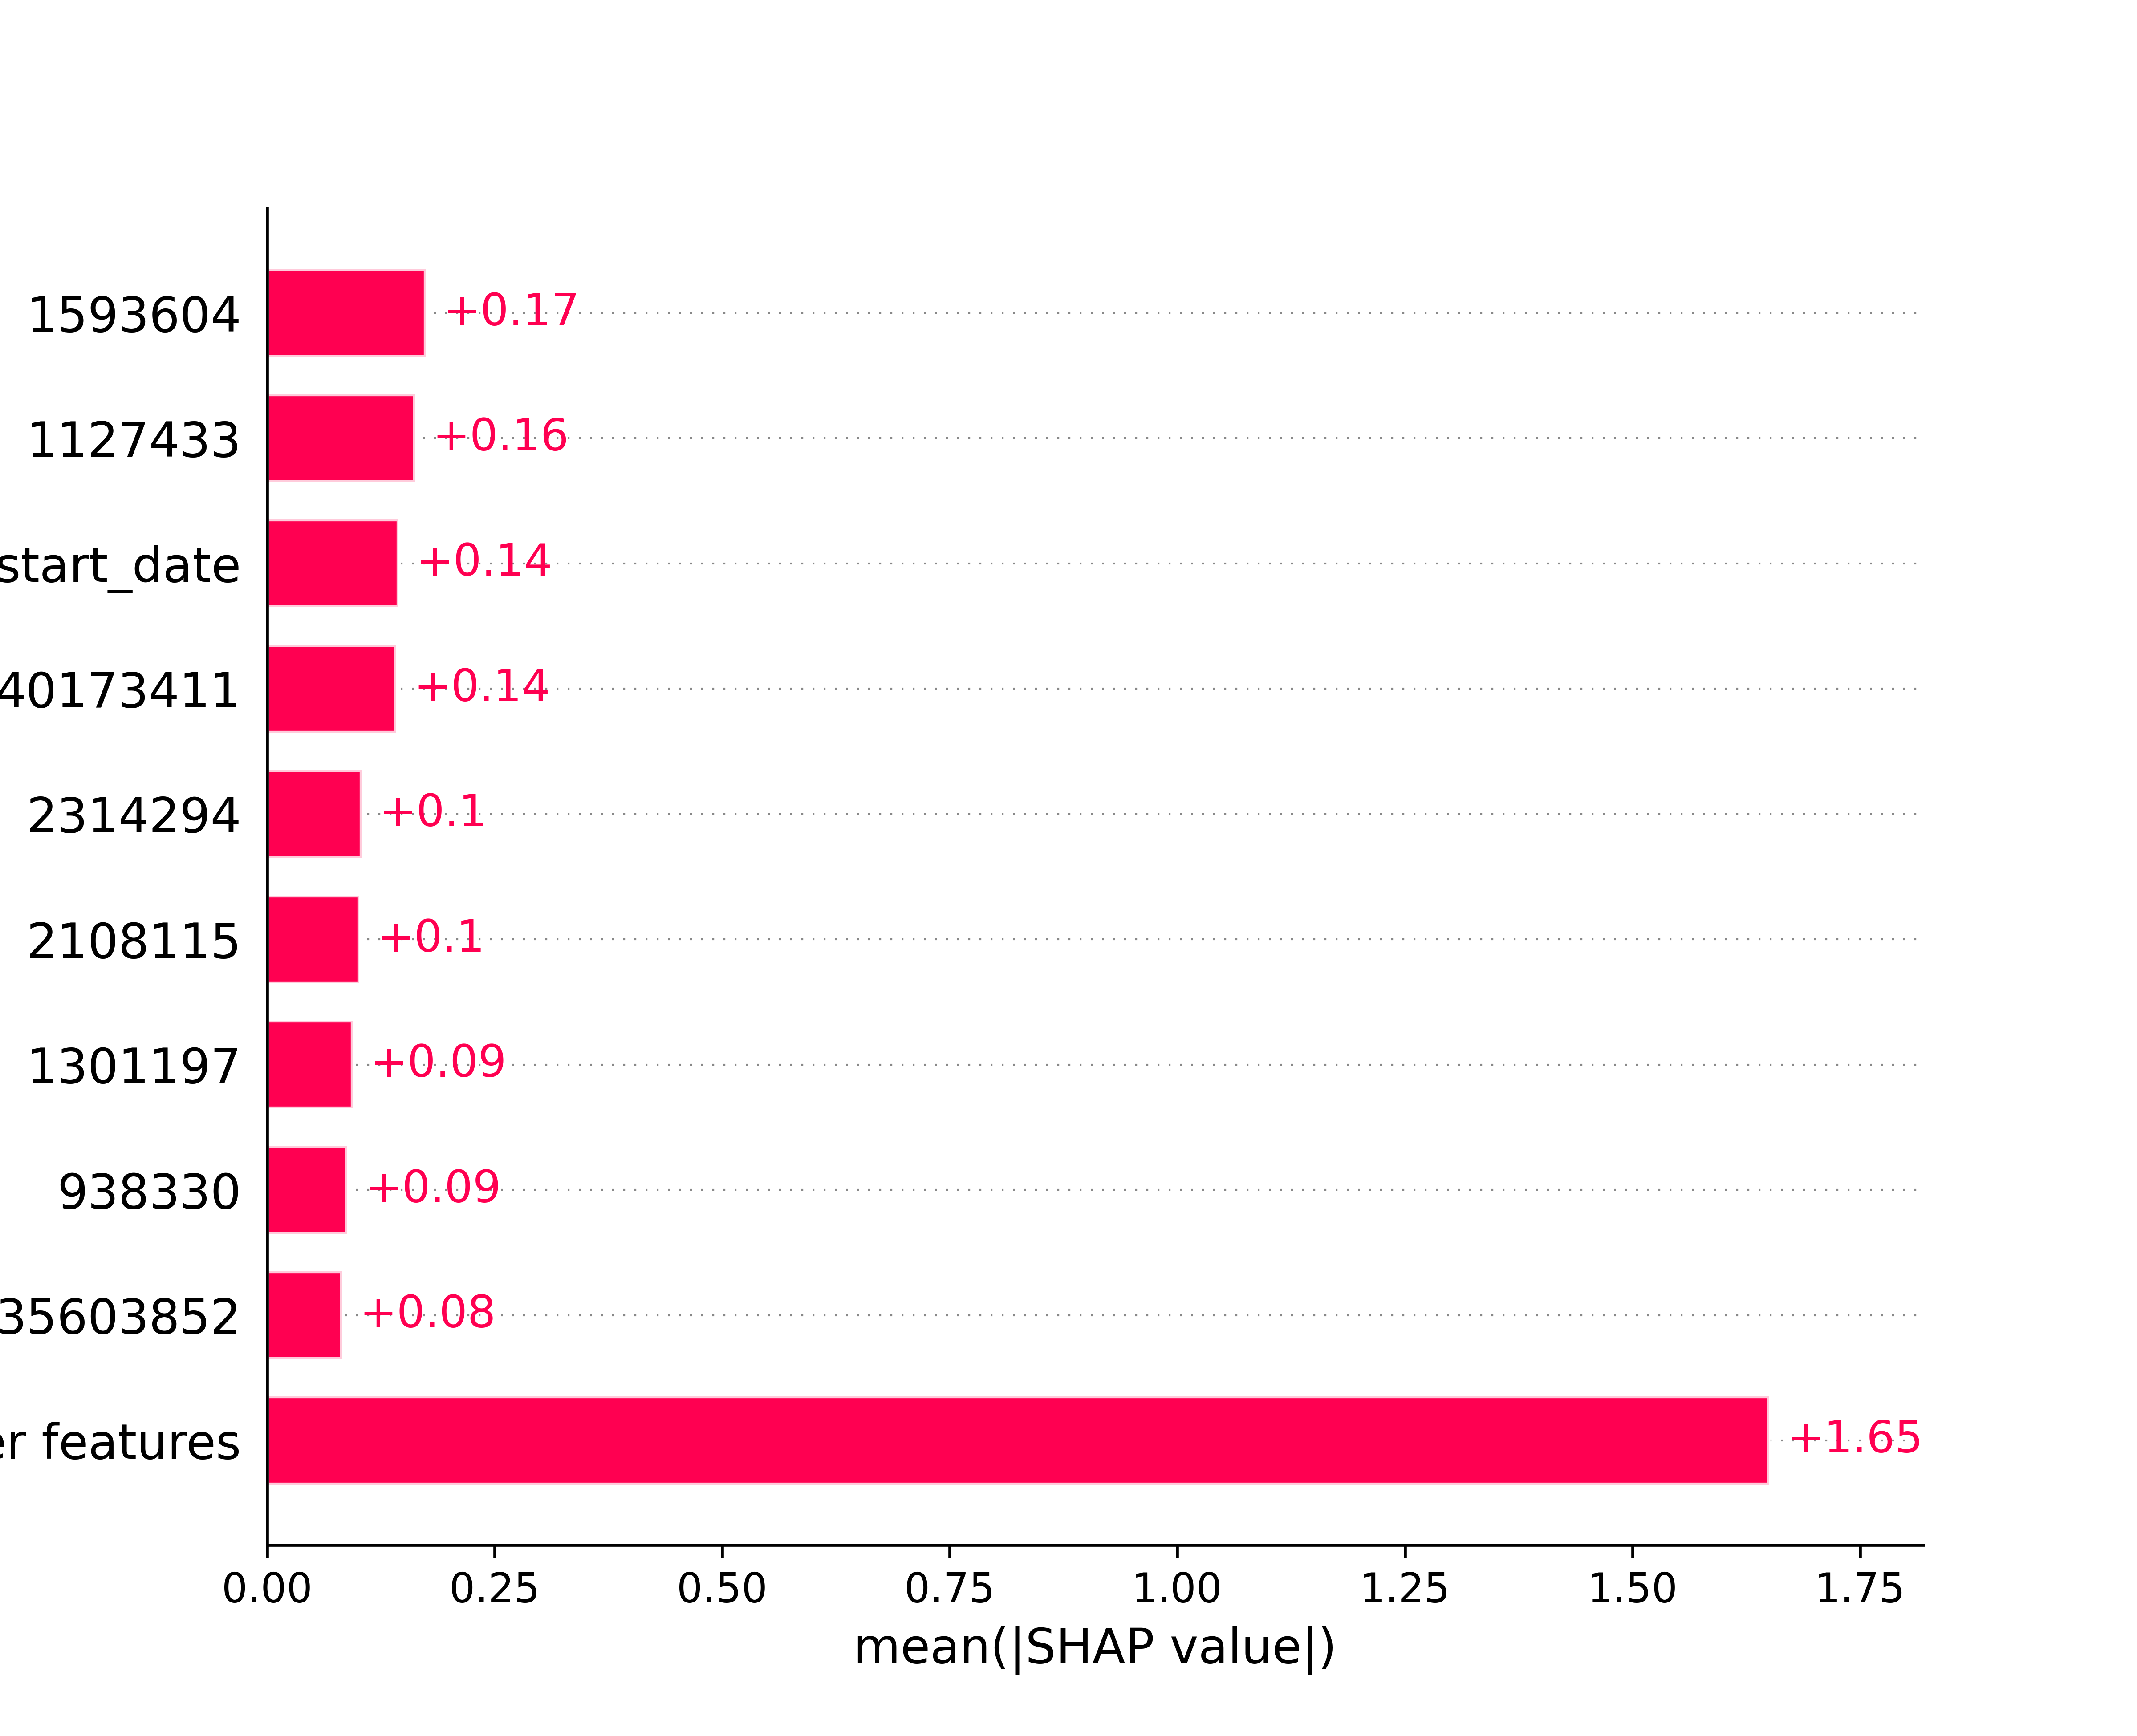 1593604 +0.17
1127433 +0.16
start_date +0.14
40173411 +0.14
2314294 +0.1
2108115 +0.1
1301197 +0.09
938330 +0.09
35603852 +0.08
features +1.65
0.00 0.25 0.50 0.75 1.00 1.25 1.50 1.75
mean(|SHAP value|)